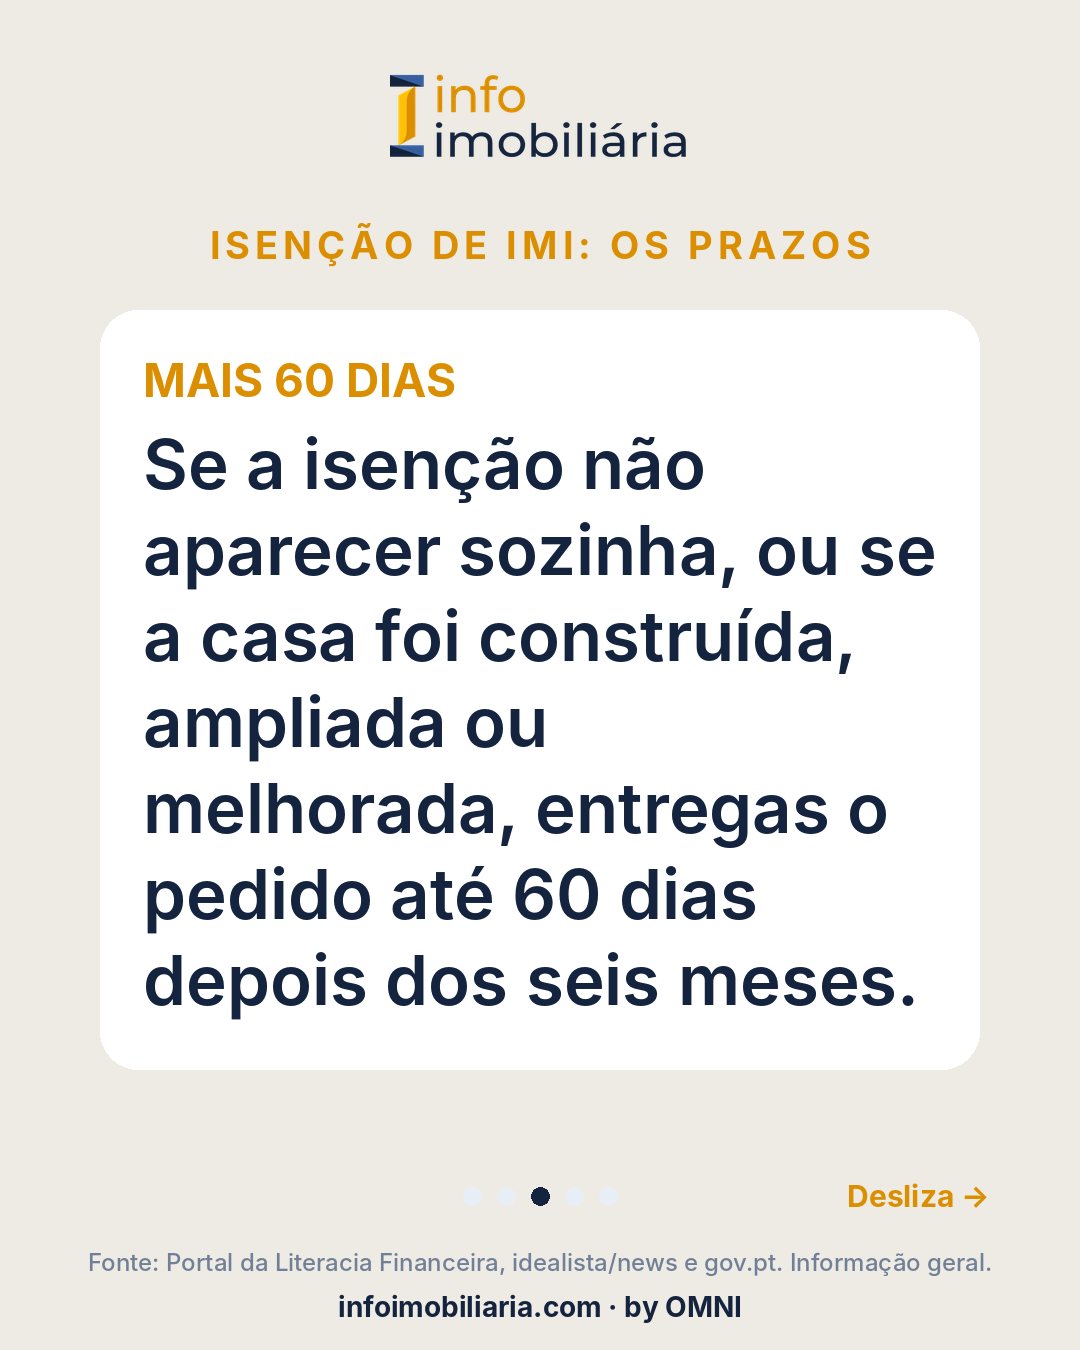 info
imobiliária
ISENÇÃO DE IMI: OS PRAZOS
MAIS 60 DIAS
Se a isenção não
aparecer sozinha, ou se
a casa foi construída,
ampliada ou
melhorada, entregas o
pedido até 60 dias
depois dos seis meses.
Desliza →
Fonte: Portal da Literacia Financeira, idealista/news e gov.pt. Informação geral.
infoimobiliaria.com · by OMNI